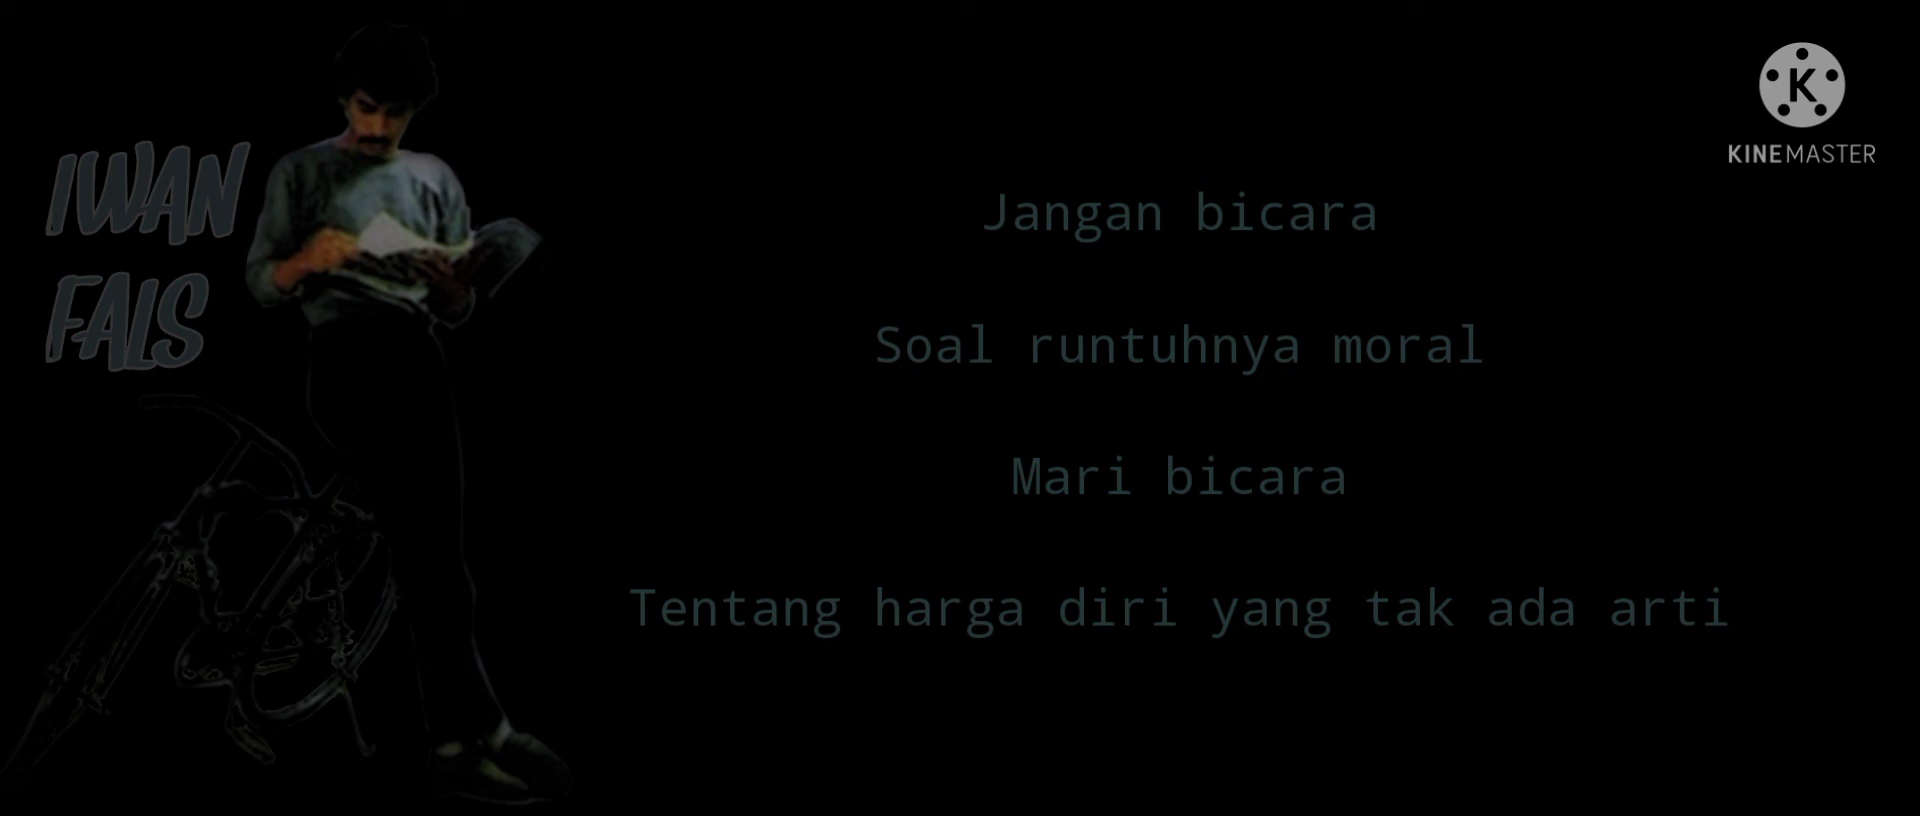 IWAN
FALS
K
KINEMASTER
Jangan bicara
Soal runtuhnya moral
Mari bicara
Tentang harga diri yang tak ada arti